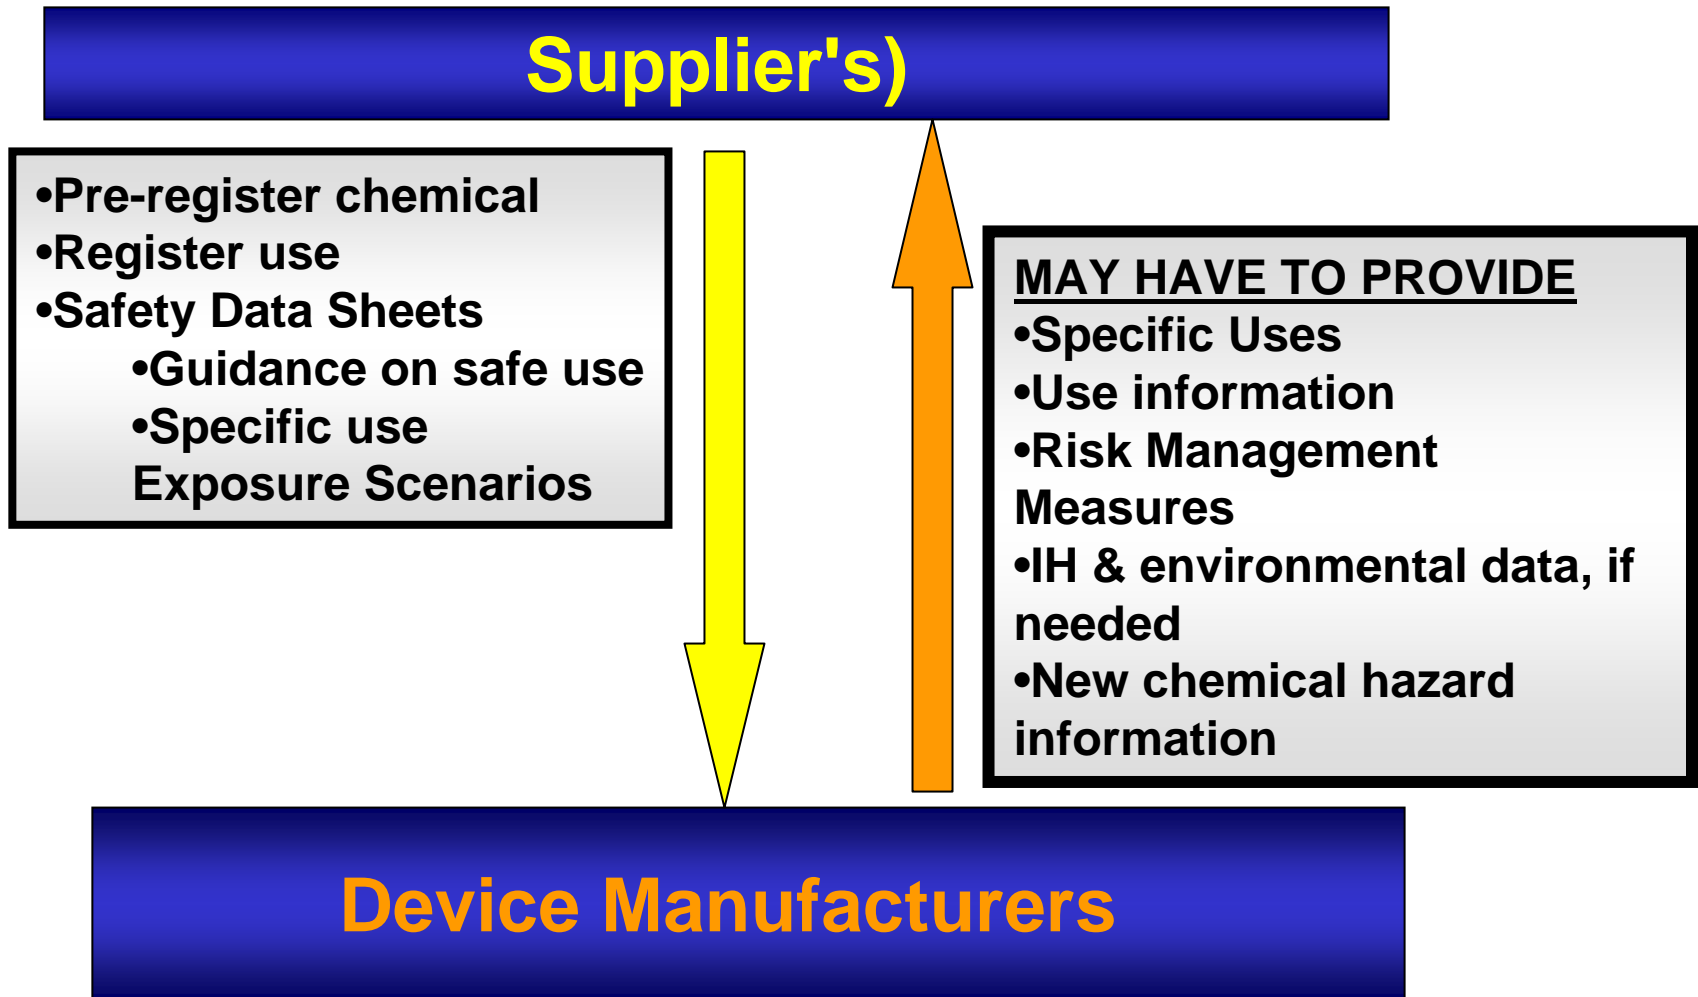 Supplier's)
•Pre-register chemical
•Register use
•Safety Data Sheets
•Guidance on safe use
•Specific use
Exposure Scenarios
MAY HAVE TO PROVIDE
•Specific Uses
•Use information
•Risk Management
Measures
•IH & environmental data, if
needed
•New chemical hazard
information
Device Manufacturers